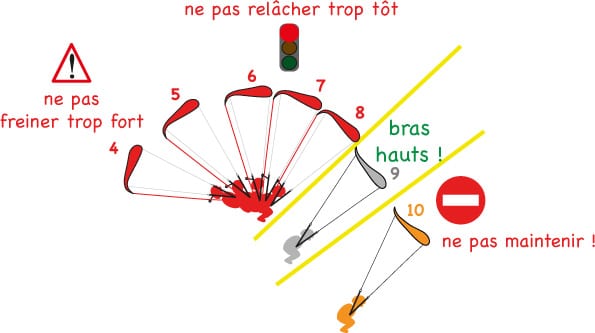 ne pas relâcher trop tôt
ne pas
freiner trop fort
4
5
6
7
8
bras
hauts !
9
10
ne pas maintenir !